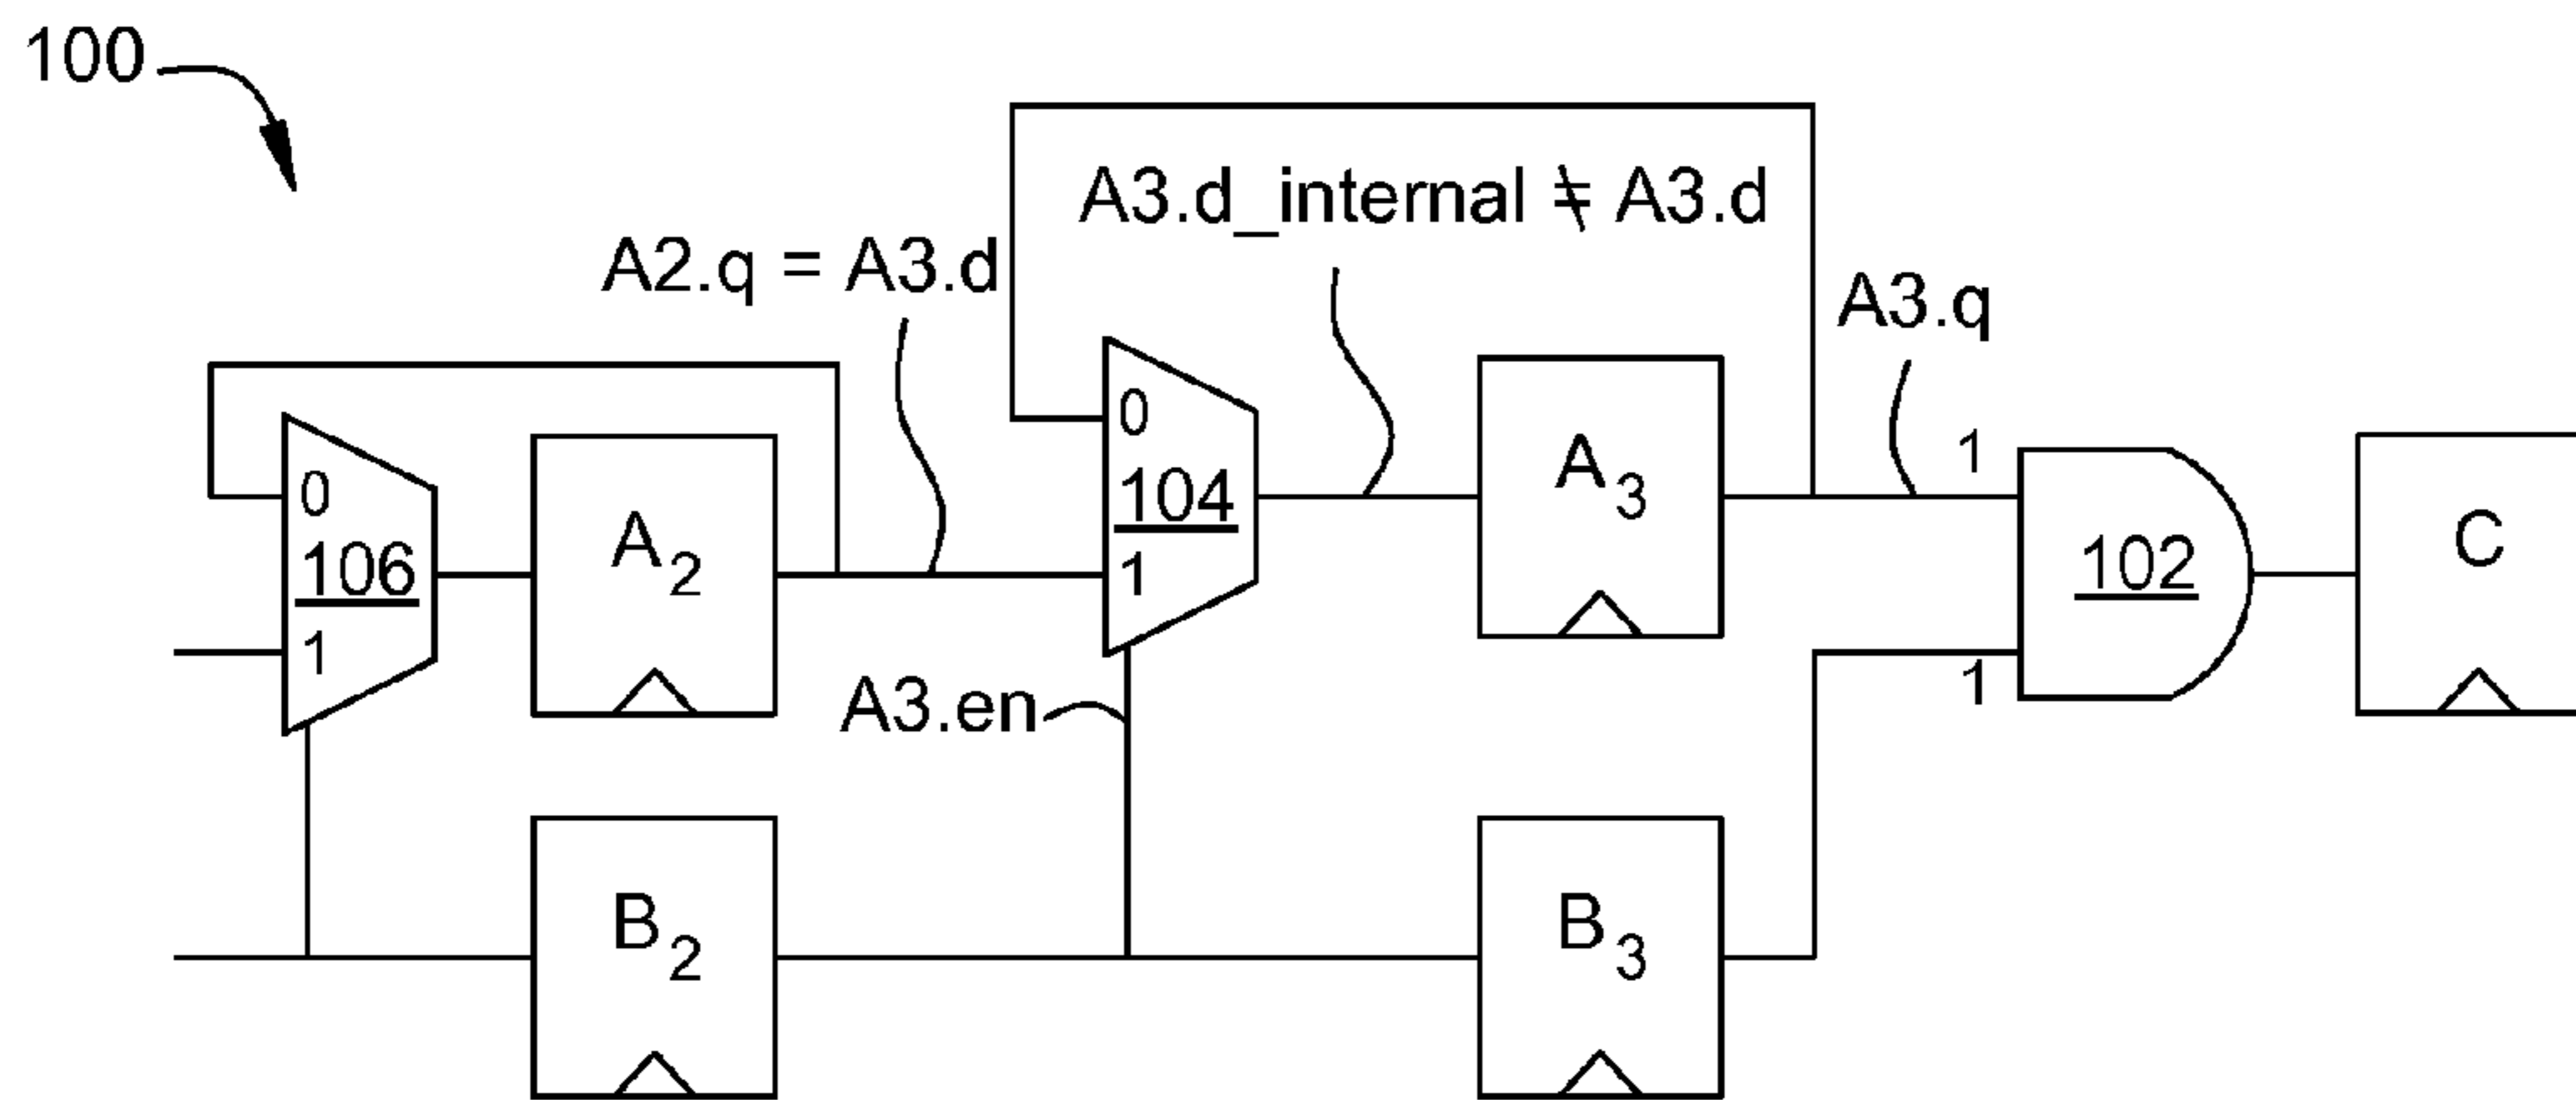 100
A3.d_internal ≠ A3.d
A2.q = A3.d
A3.q
0
1
0
104
1
A3
106
1
A2
102
C
A3.en
1
B2
B3